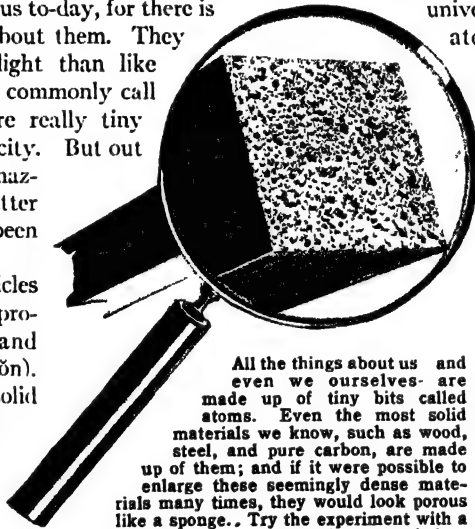 us to-day, for there is
bout them. They
light than like
commonly call
re really tiny
city. But out
maz-
tter
een
cles
pro-
and
ŏn).
olid
unive
ato
All the things about us and
even we ourselves- are
made up of tiny bits called
atoms. Even the most solid
materials we know, such as wood,
steel, and pure carbon, are made
up of them; and if it were possible to
enlarge these seemingly dense mate-
rials many times, they would look porous
like a sponge.. Try the experiment with a